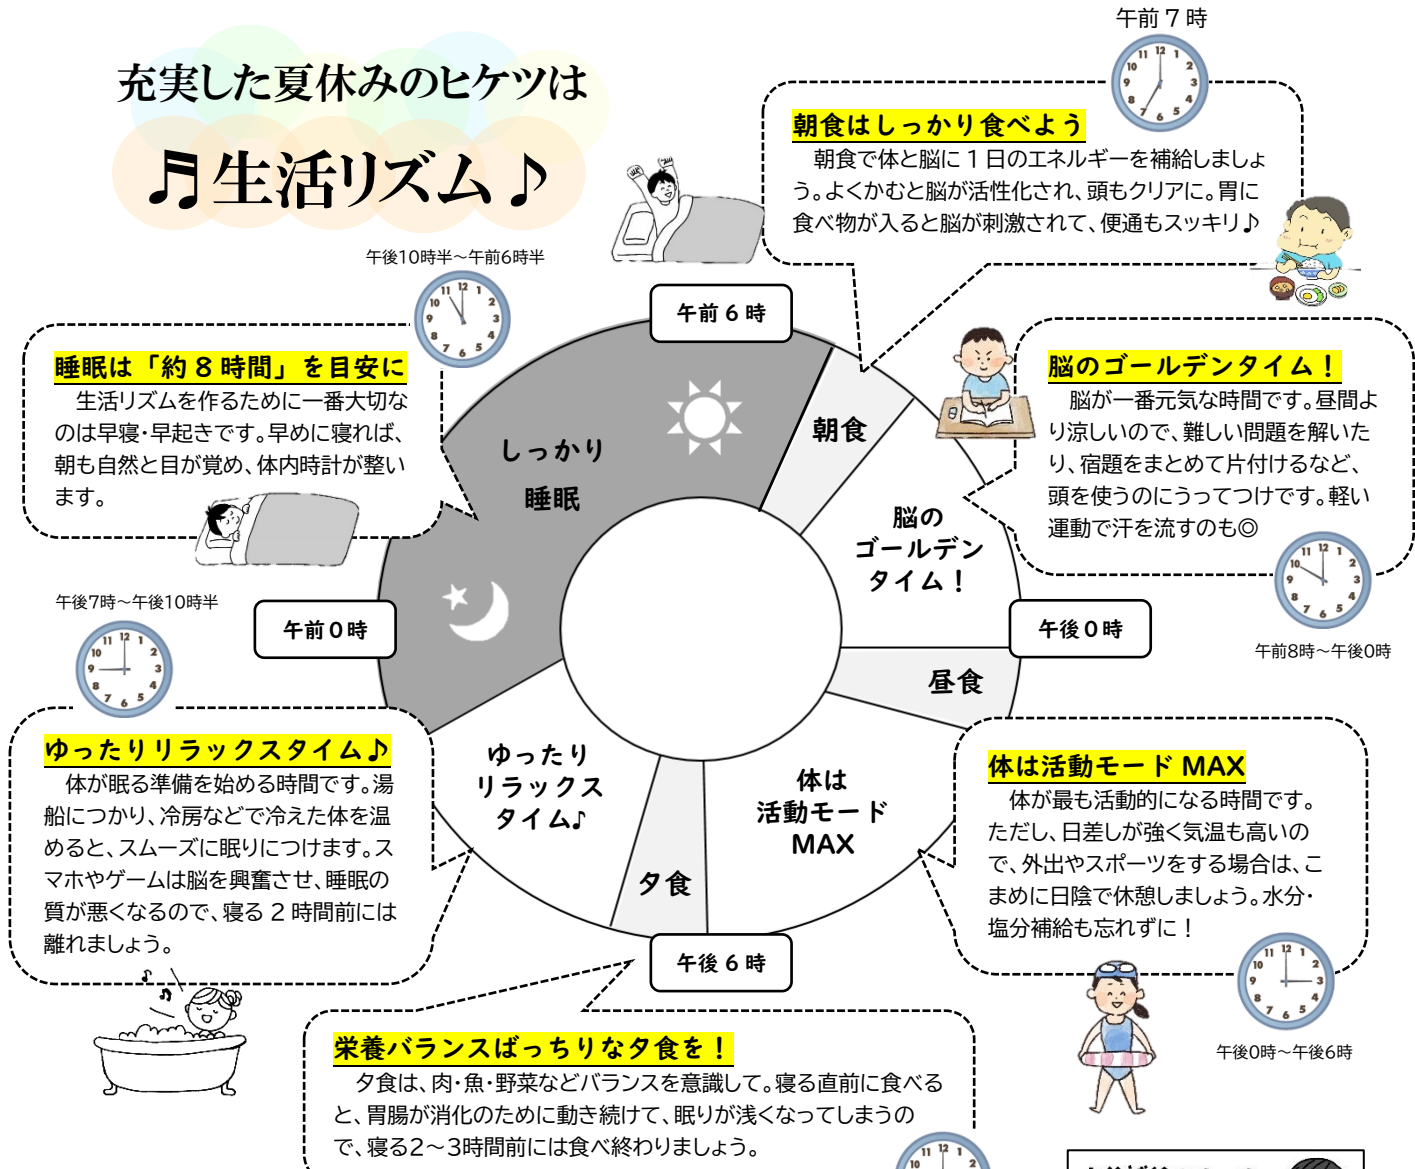 午前７時
充実した夏休みのヒケツは
♬生活リズム♪
朝食はしっかり食べよう
朝食で体と脳に１日のエネルギーを補給しましょ
う。よくかむと脳が活性化され、頭もクリアに。胃に
食べ物が入ると脳が刺激されて、便通もスッキリ♪
午後10時半～午前6時半
睡眠は「約８時間」を目安に
生活リズムを作るために一番大切な
のは早寝・早起きです。早めに寝れば、
朝も自然と目が覚め、体内時計が整い
ます。
午前６時
脳のゴールデンタイム！
脳が一番元気な時間です。昼間よ
り涼しいので、難しい問題を解いた
り、宿題をまとめて片付けるなど、
頭を使うのにうってつけです。軽い
運動で汗を流すのも◎
午前8時～午後0時
朝食
しっかり
睡眠
脳の
ゴールデン
タイム！
午後7時～午後10時半
午前０時
午後０時
昼食
ゆったりリラックスタイム♪
体が眠る準備を始める時間です。湯
船につかり、冷房などで冷えた体を温
めると、スムーズに眠りにつけます。ス
マホやゲームは脳を興奮させ、睡眠の
質が悪くなるので、寝る２時間前には
離れましょう。
ゆったり
リラックス
タイム♪
体は
活動モード
MAX
夕食
体は活動モード MAX
体が最も活動的になる時間です。
ただし、日差しが強く気温も高いの
で、外出やスポーツをする場合は、こ
まめに日陰で休憩しましょう。水分・
塩分補給も忘れずに！
午後0時～午後6時
午後６時
栄養バランスばっちりな夕食を！
夕食は、肉・魚・野菜などバランスを意識して。寝る直前に食べる
と、胃腸が消化のために動き続けて、眠りが浅くなってしまうの
で、寝る２～３時間前には食べ終わりましょう。